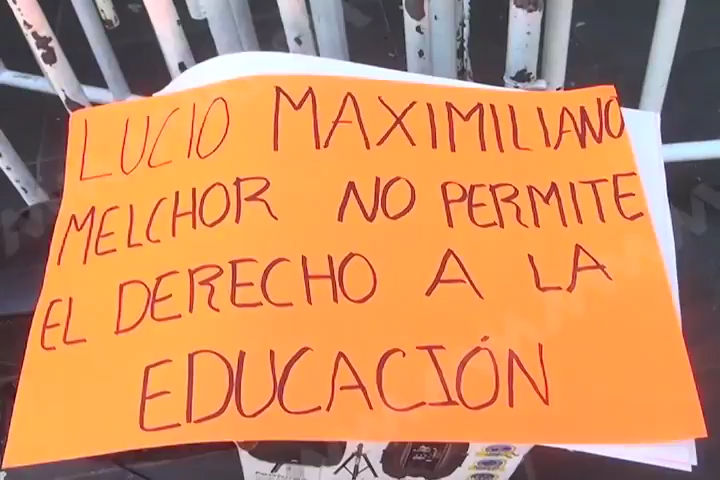 LUCIO MAXIMILIANO
MELCHOR NO PERMITE
EL DERECHO A LA
EDUCACIÓN